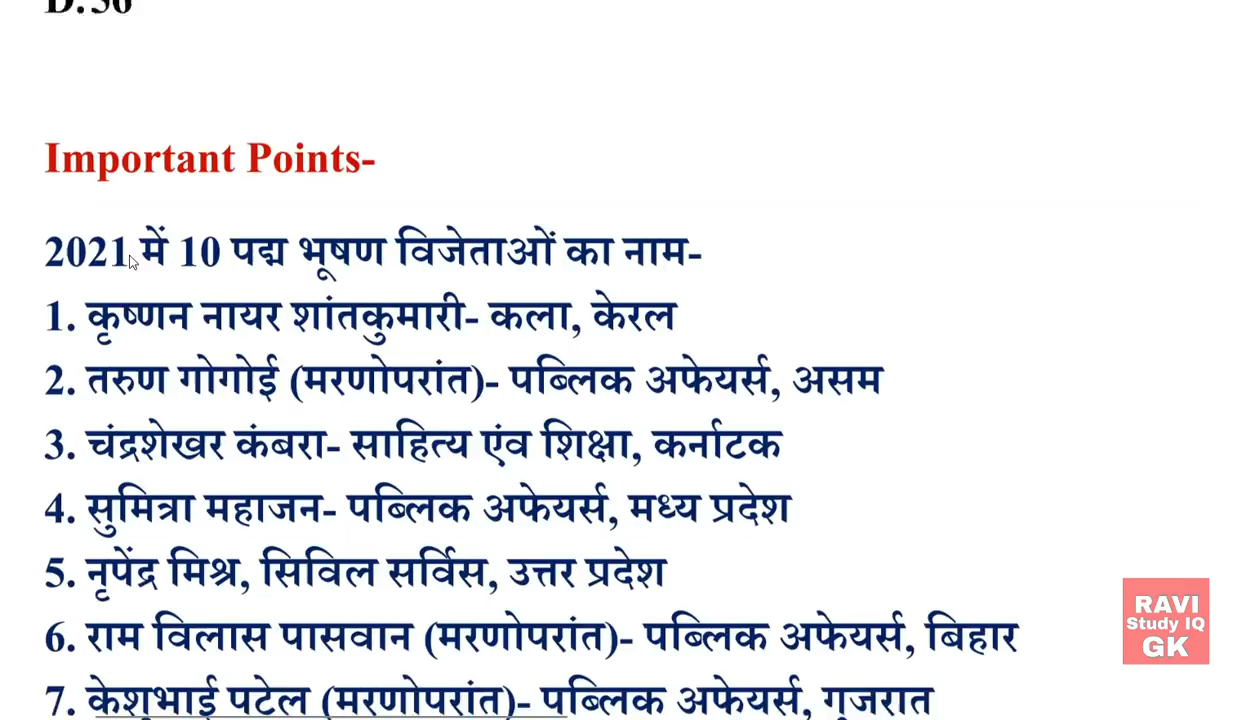 D. 56
Important Points-
2021 में 10 पद्म भूषण विजेताओं का नाम-
1. कृष्णन नायर शांतकुमारी- कला, केरल
2. तरुण गोगोई (मरणोपरांत)- पब्लिक अफेयर्स, असम
3. चंद्रशेखर कंबरा- साहित्य एंव शिक्षा, कर्नाटक
4. सुमित्रा महाजन- पब्लिक अफेयर्स, मध्य प्रदेश
5. नृपेंद्र मिश्र, सिविल सर्विस, उत्तर प्रदेश
6. राम विलास पासवान (मरणोपरांत)- पब्लिक अफेयर्स, बिहार
7. केशुभाई पटेल (मरणोपरांत)- पब्लिक अफेयर्स, गुजरात
RAVI
Study IQ
GK